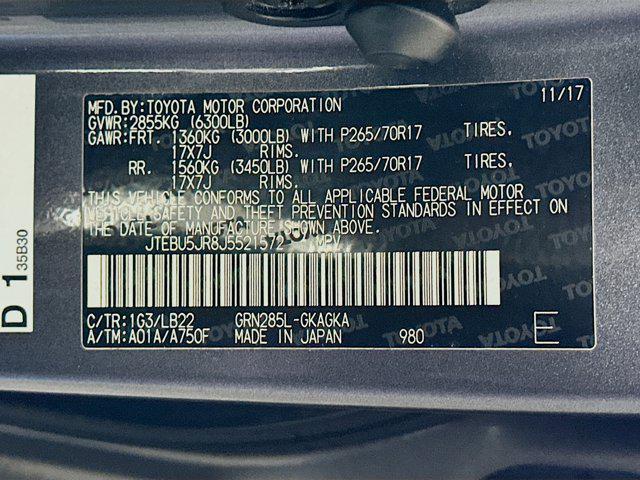 MFD.BY:TOYOTA MOTOR CORPORATION 11/17
GVWR:2855KG (6300LB)
GAWR:FRT. 1360KG (3000LB) WITH P265/70R17 TIRES,
17X7J RIMS.
RR. 1560KG (3450LB) WITH P265/70R17 TIRES,
17X7J RIMS.
THIS VEHICLE CONFORMS TO ALL APPLICABLE FEDERAL MOTOR
VEHICLE SAFETY AND THEFT PREVENTION STANDARDS IN EFFECT ON
THE DATE OF MANUFACTURE SHOWN ABOVE.
JTEBU5JR8J5521572 MPV
C/TR:1G3/LB22 GRN285L-GKAGKA
A/TM:A01A/A750F MADE IN JAPAN 980
E
D 1 35B30